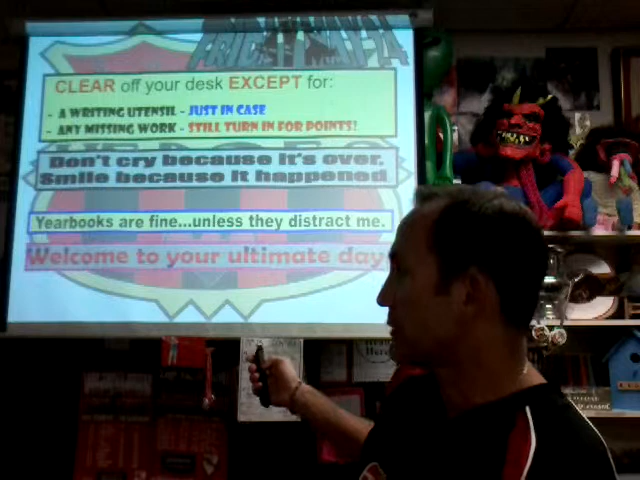 CLEAR off your desk EXCEPT for:
- A WRITING UTENSIL - JUST IN CASE
- ANY MISSING WORK - STILL TURN IN FOR POINTS!
Don't cry because it's over.
Smile because it happened
Yearbooks are fine...unless they distract me.
Welcome to your ultimate day